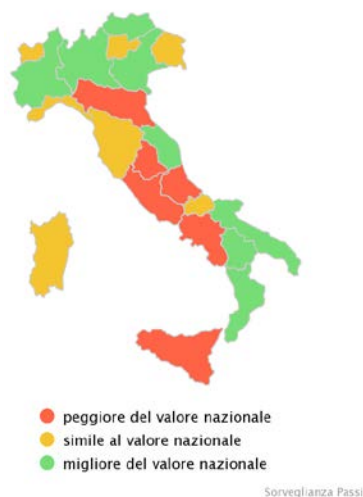 peggiore del valore nazionale
simile al valore nazionale
migliore del valore nazionale
Sorveglianza Passi